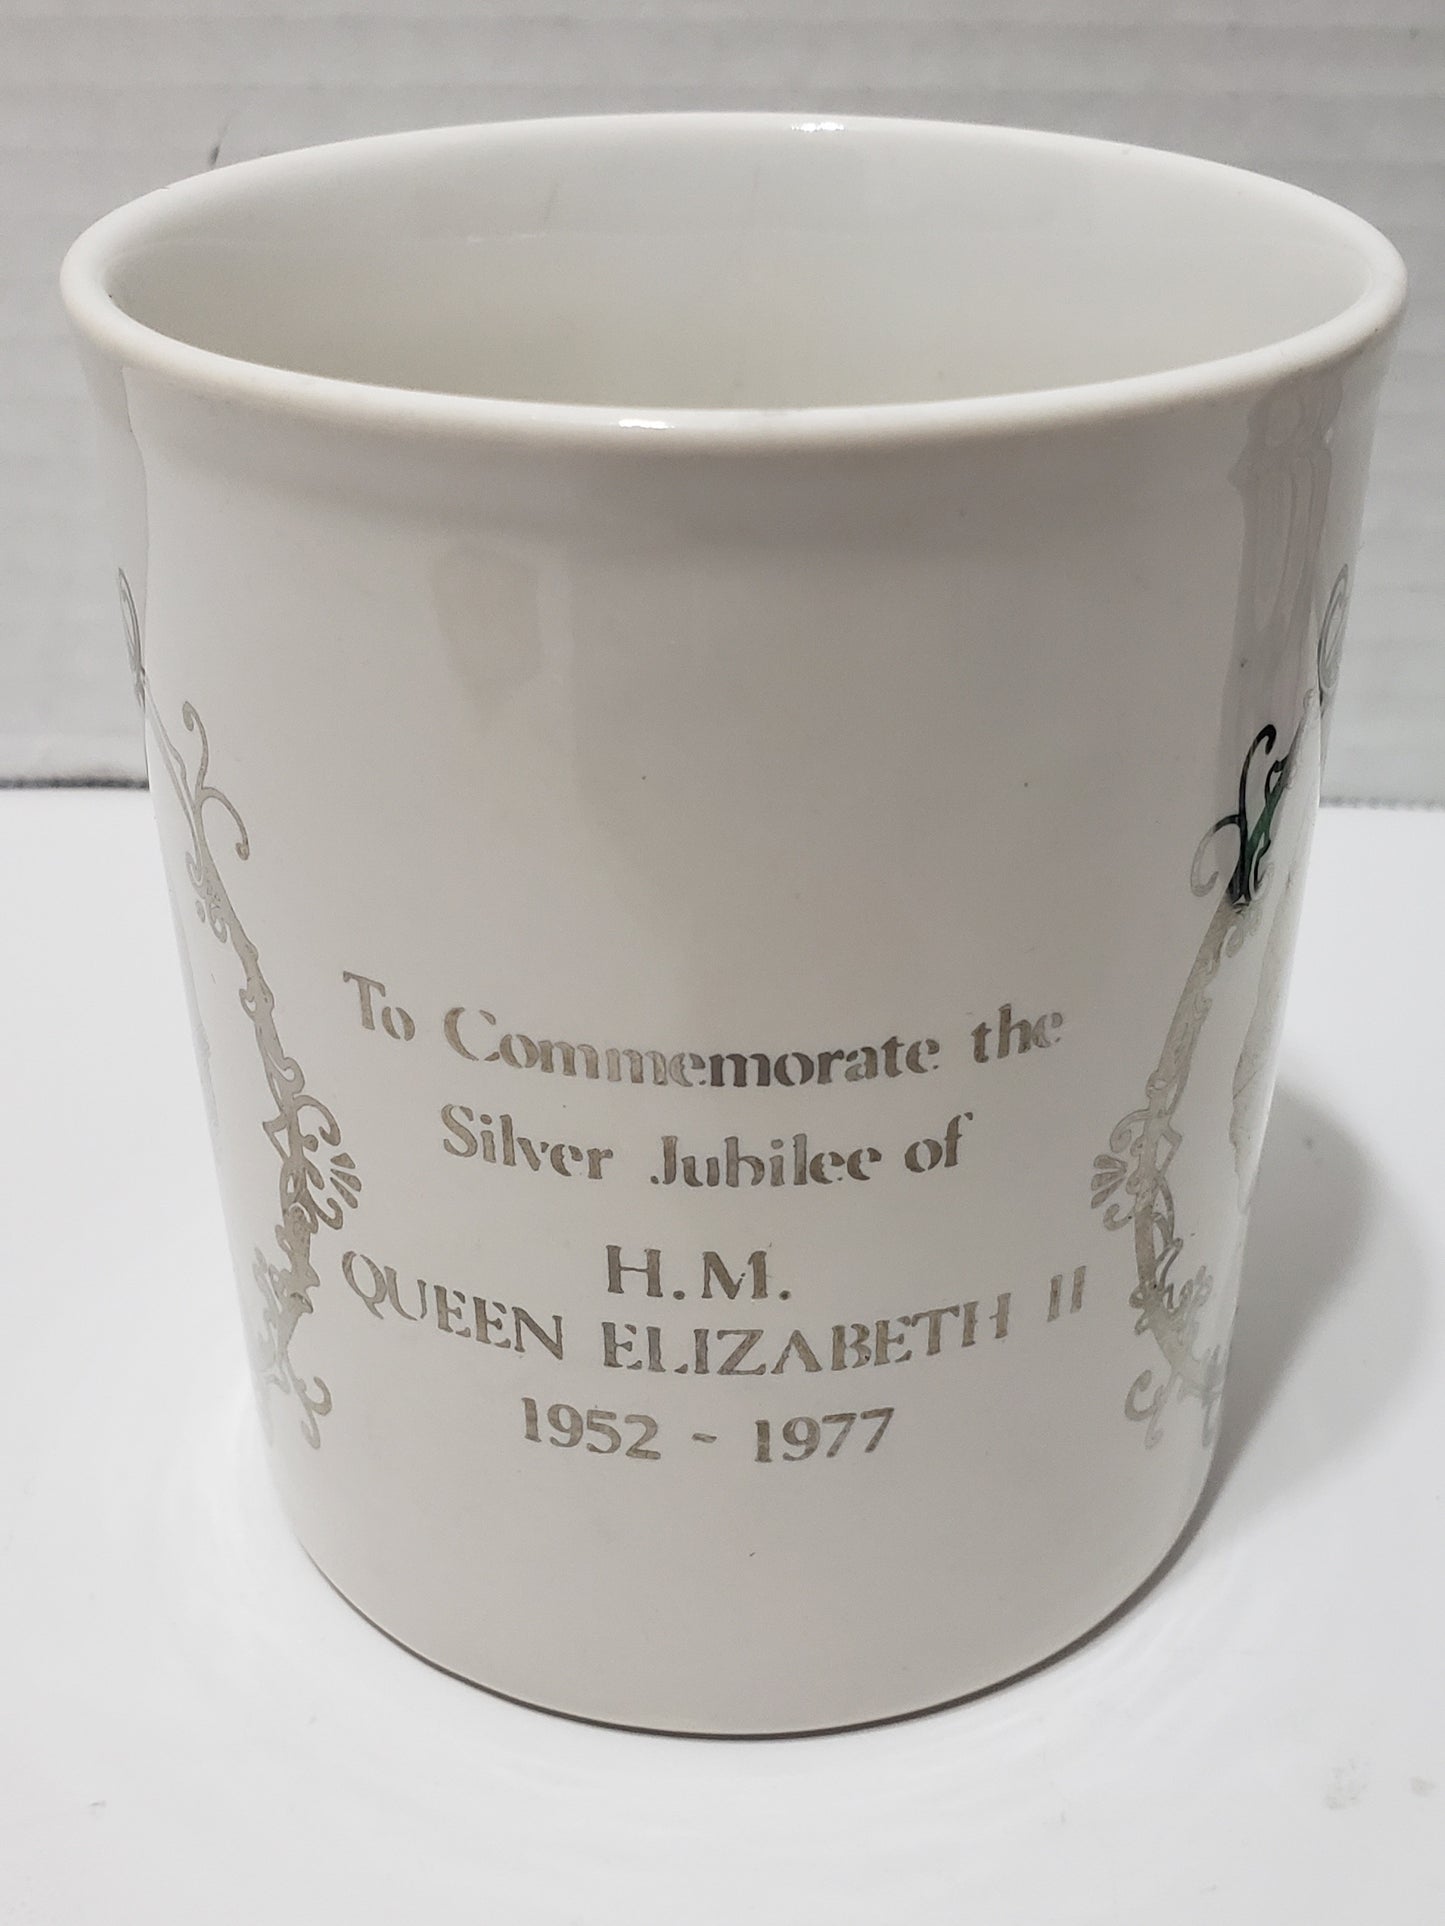 To Commemorate the
Silver Jubilee of
H.M.
QUEEN ELIZABETH II
1952 - 1977